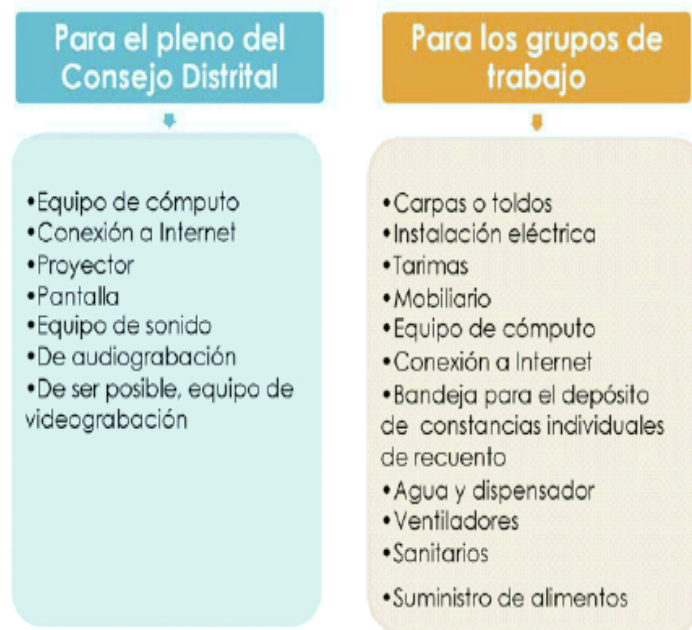 Para el pleno del
Consejo Distrital
•Equipo de cómputo
•Conexión a Internet
•Proyector
•Pantalla
•Equipo de sonido
•De audiograbación
•De ser posible, equipo de
videograbación
Para los grupos de
trabajo
•Carpas o toldos
•Instalación eléctrica
•Tarimas
•Mobiliario
•Equipo de cómputo
•Conexión a Internet
•Bandeja para el depósito
de constancias individuales
de recuento
•Agua y dispensador
•Ventiladores
•Sanitarios
•Suministro de alimentos